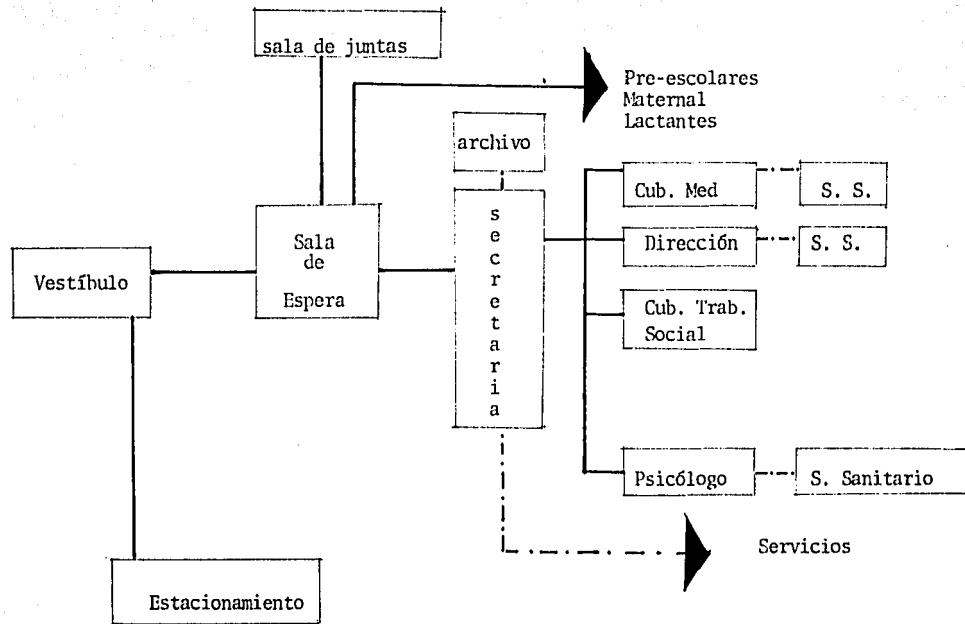 sala de juntas
Pre-escolares
Maternal
Lactantes
archivo
Cub. Med
S. S.
secretaria
Sala
de
Espera
Dirección
S. S.
Vestíbulo
Cub. Trab.
Social
Psicólogo
S. Sanitario
Servicios
Estacionamiento